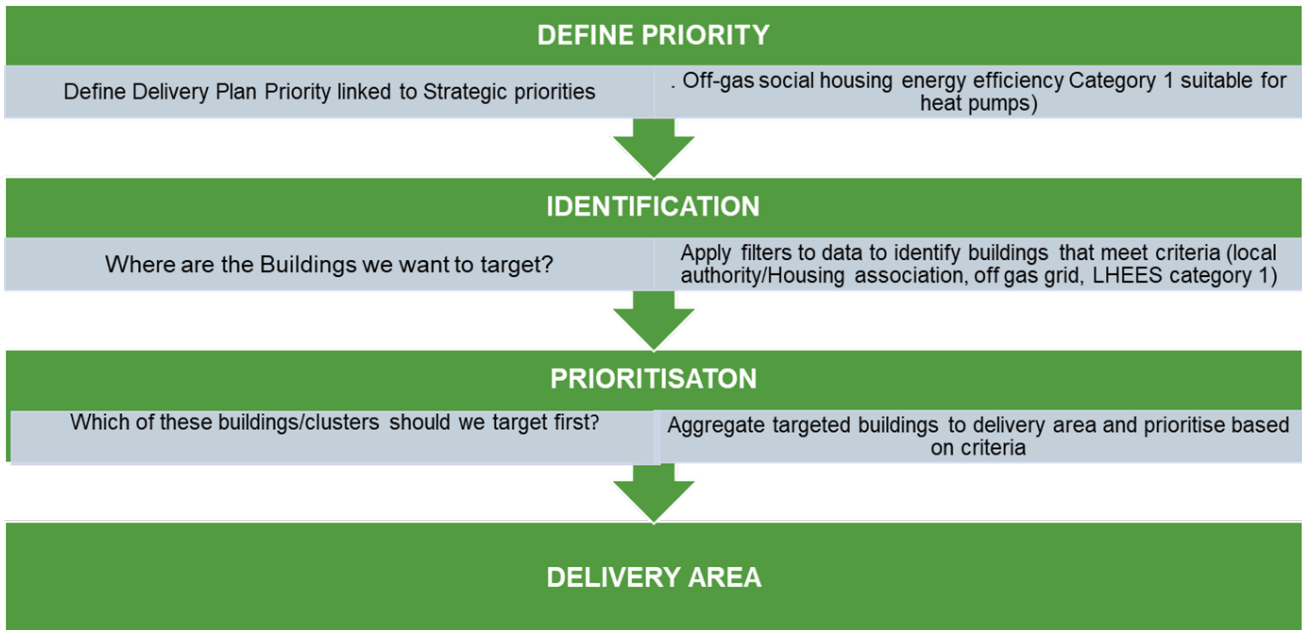 DEFINE PRIORITY
Define Delivery Plan Priority linked to Strategic priorities
. Off-gas social housing energy efficiency Category 1 suitable for
heat pumps)
IDENTIFICATION
Where are the Buildings we want to target?
Apply filters to data to identify buildings that meet criteria (local
authority/Housing association, off gas grid, LHEES category 1)
PRIORITISATON
Which of these buildings/clusters should we target first?
Aggregate targeted buildings to delivery area and prioritise based
on criteria
DELIVERY AREA